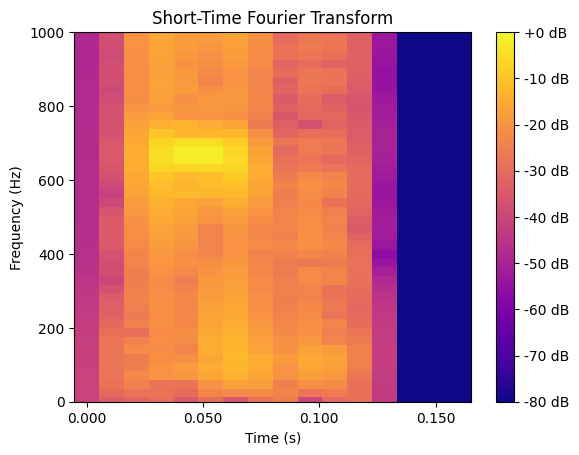 Short-Time Fourier Transform
1000
800
600
400
200
0
Frequency (Hz)
0.000
0.050
0.100
0.150
Time (s)
+0 dB
-10 dB
-20 dB
-30 dB
-40 dB
-50 dB
-60 dB
-70 dB
-80 dB